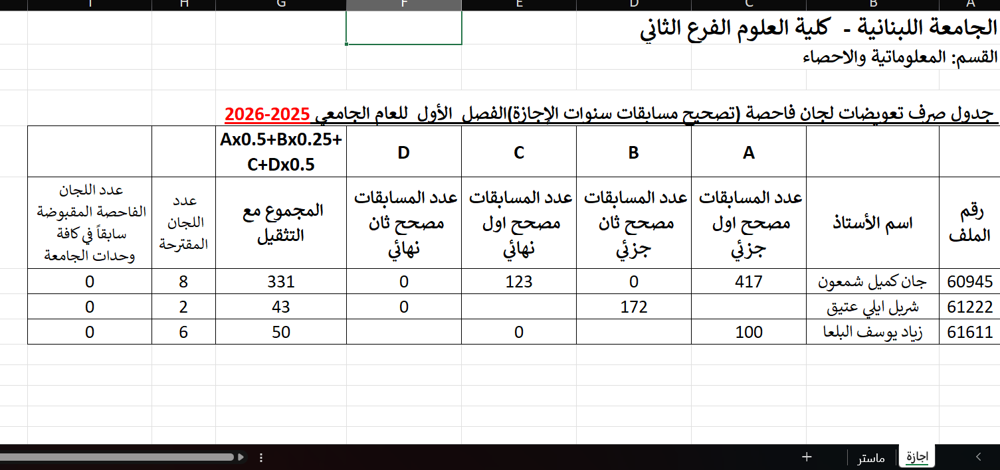 I H G F E D C B A
الجامعة اللبنانية - كلية العلوم الفرع الثاني
القسم: المعلوماتية والاحصاء
جدول صرف تعويضات لجان فاحصة (تصحيح مسابقات سنوات الإجازة)الفصل الأول للعام الجامعي 2025-2026
A B C D Ax0.5+Bx0.25+
C+Dx0.5
رقم
الملف
اسم الأستاذ
عدد المسابقات
مصحح اول
جزئي
عدد المسابقات
مصحح ثان
جزئي
عدد المسابقات
مصحح اول
نهائي
عدد المسابقات
مصحح ثان
نهائي
المجموع مع
التثقيل
عدد
اللجان
المقترحة
عدد اللجان
الفاحصة المقبوضة
سابقاً في كافة
وحدات الجامعة
60945 جان كميل شمعون 417 0 123 0 331 8 0
61222 شربل ايلي عتيق 172 0 43 2 0
61611 زياد يوسف البلعا 100 0 50 6 0
اجازة ماستر